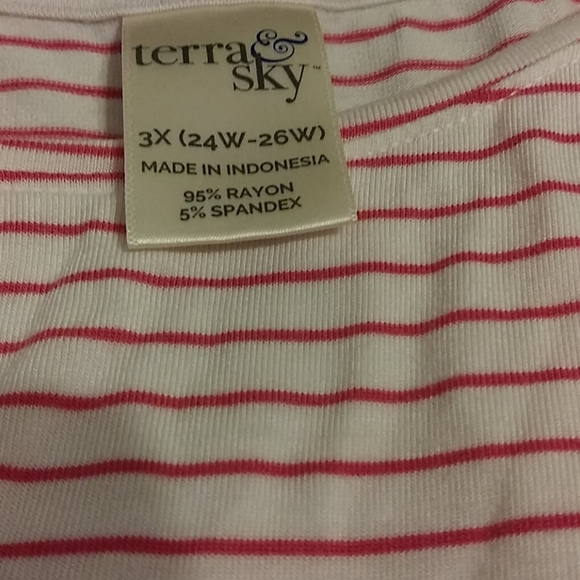 terra&
sky™
3X (24W-26W)
MADE IN INDONESIA
95% RAYON
5% SPANDEX